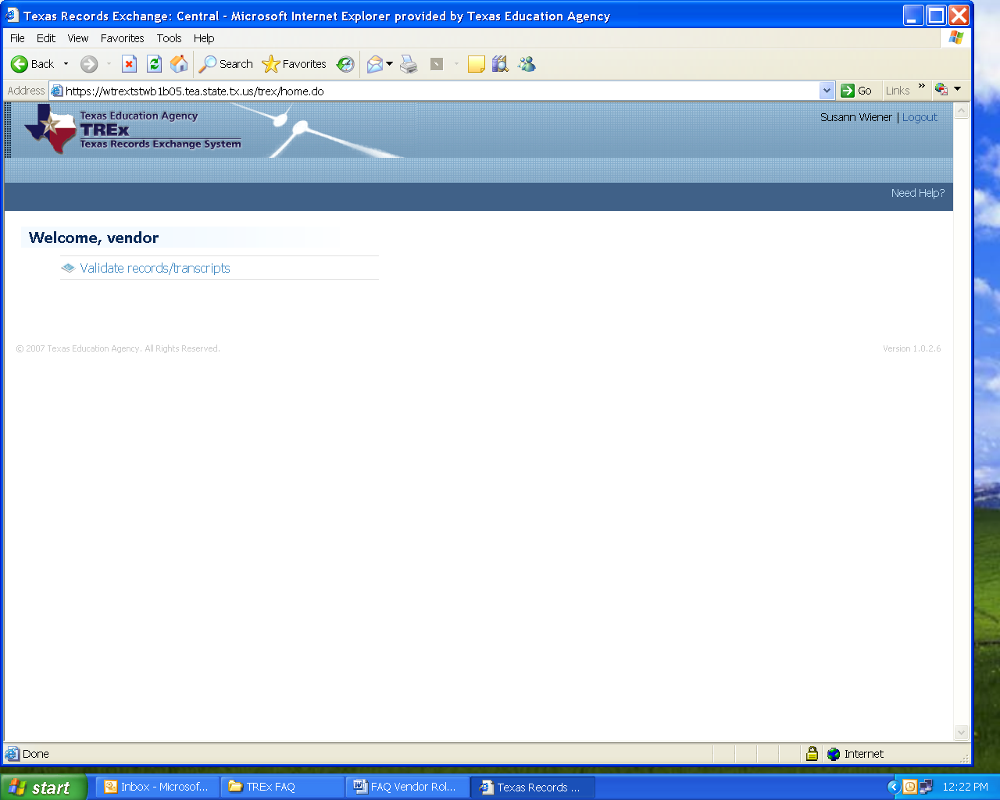 Texas Records Exchange: Central - Microsoft Internet Explorer provided by Texas Education Agency
File Edit View Favorites Tools Help
Back Search Favorites
Address https://wtrextstwb1b05.tea.state.tx.us/trex/home.do Go Links »
Texas Education Agency
TREx
Texas Records Exchange System
Susann Wiener | Logout
Need Help?
Welcome, vendor
Validate records/transcripts
© 2007 Texas Education Agency. All Rights Reserved. Version 1.0.2.6
Done Internet
start Inbox - Microsof... TREx FAQ FAQ Vendor Rol... Texas Records ... 12:22 PM